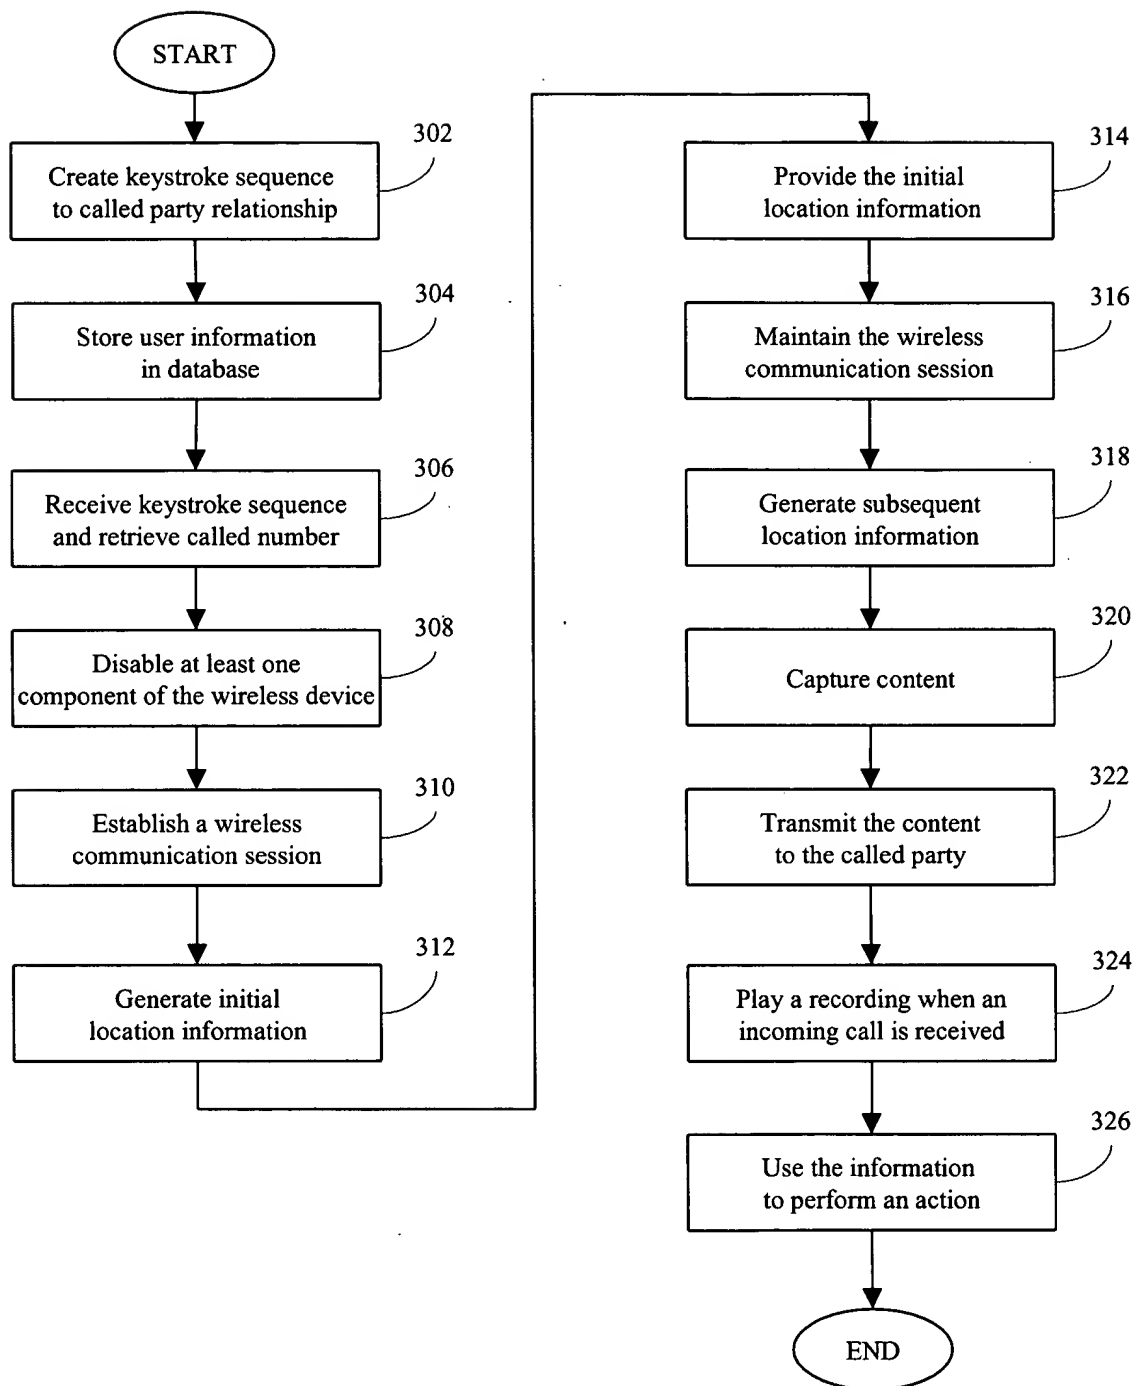 START
302
Create keystroke sequence
to called party relationship
304
Store user information
in database
306
Receive keystroke sequence
and retrieve called number
308
Disable at least one
component of the wireless device
310
Establish a wireless
communication session
312
Generate initial
location information
314
Provide the initial
location information
316
Maintain the wireless
communication session
318
Generate subsequent
location information
320
Capture content
322
Transmit the content
to the called party
324
Play a recording when an
incoming call is received
326
Use the information
to perform an action
END